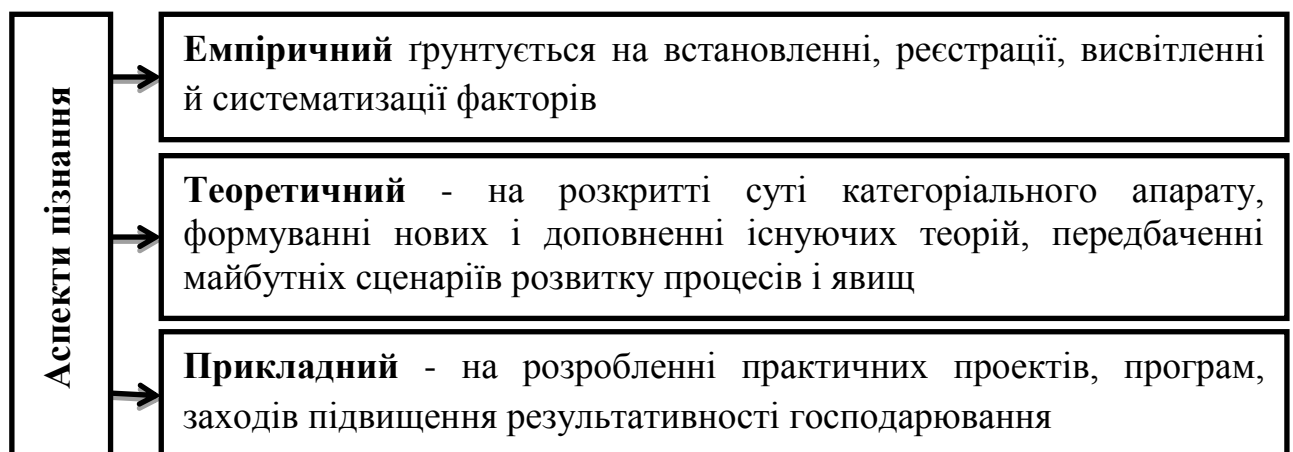 Аспекти пізнання
Емпіричний ґрунтується на встановленні, реєстрації, висвітленні
й систематизації факторів
Теоретичний - на розкритті суті категоріального апарату,
формуванні нових і доповненні існуючих теорій, передбаченні
майбутніх сценаріїв розвитку процесів і явищ
Прикладний - на розробленні практичних проектів, програм,
заходів підвищення результативності господарювання